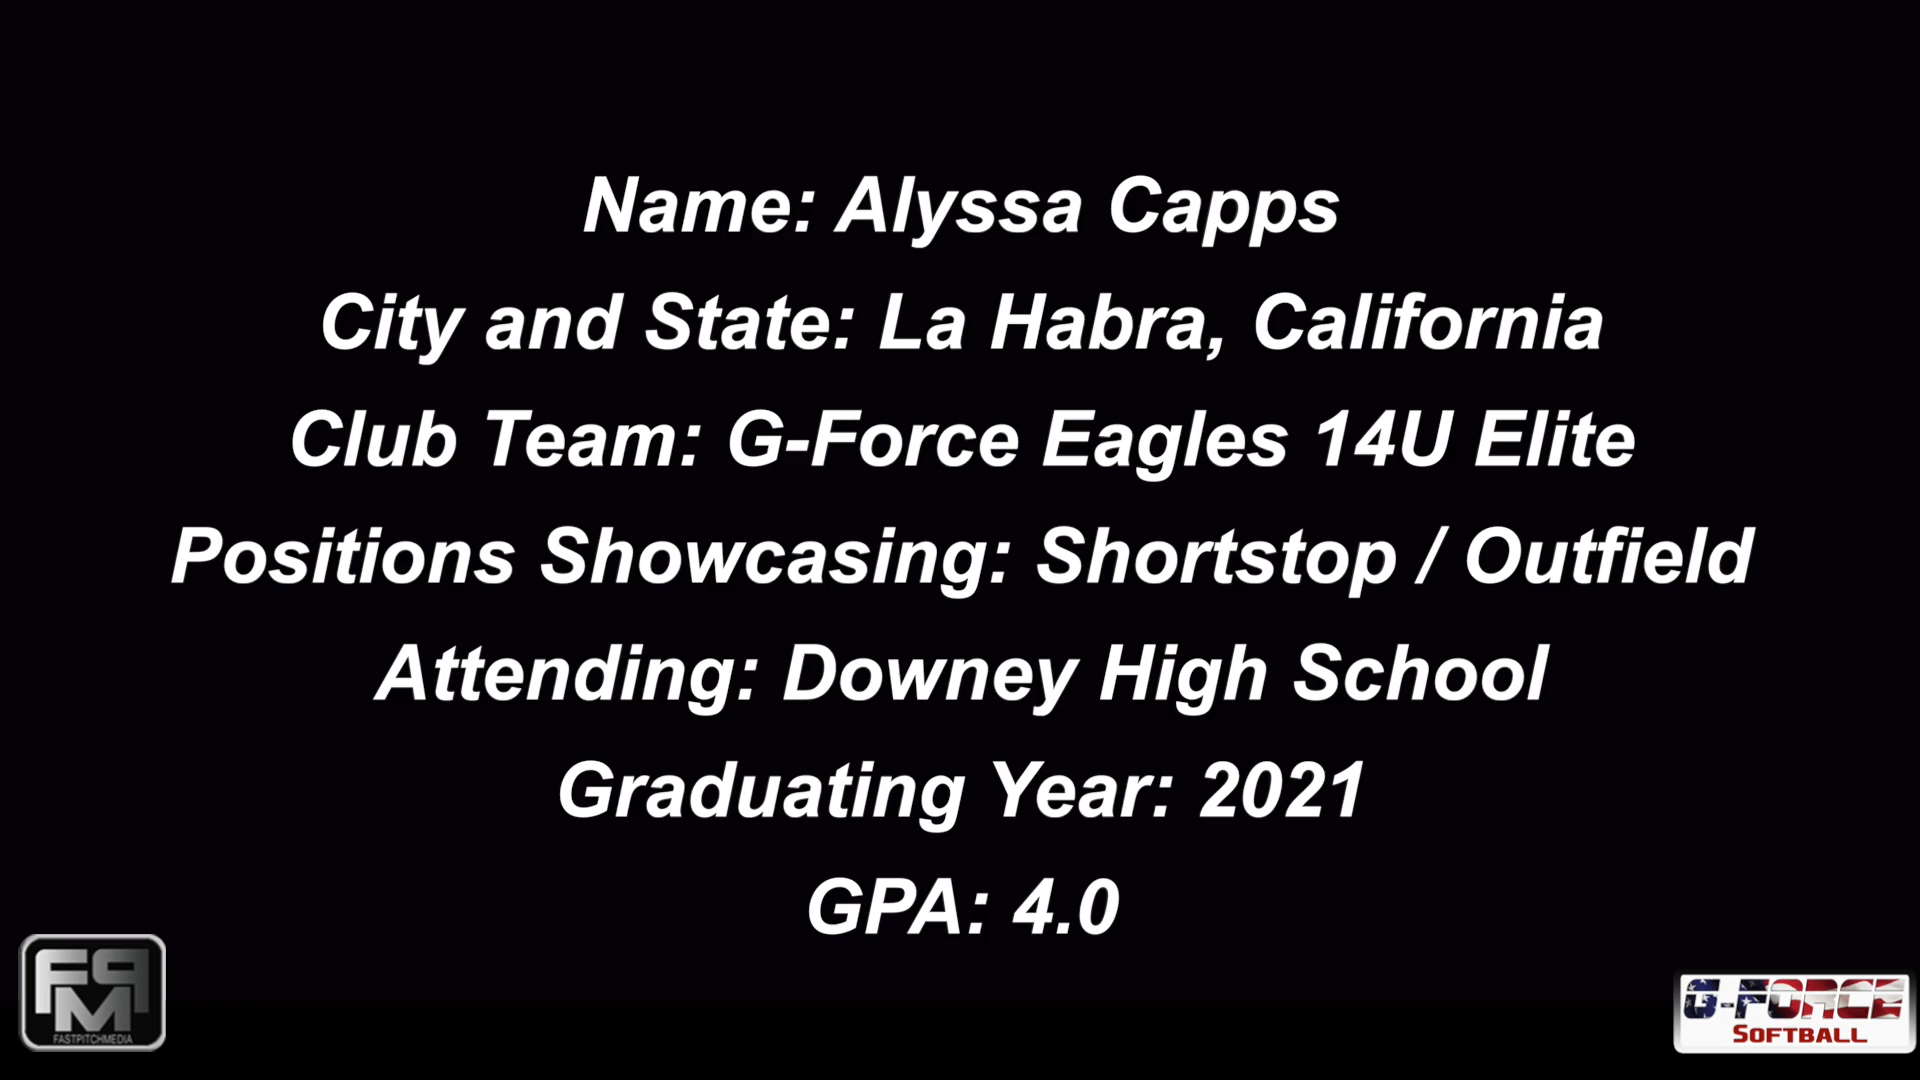 Name: Alyssa Capps
City and State: La Habra, California
Club Team: G-Force Eagles 14U Elite
Positions Showcasing: Shortstop / Outfield
Attending: Downey High School
Graduating Year: 2021
GPA: 4.0
FPM
FASTPITCHMEDIA
G-FORCE
SOFTBALL